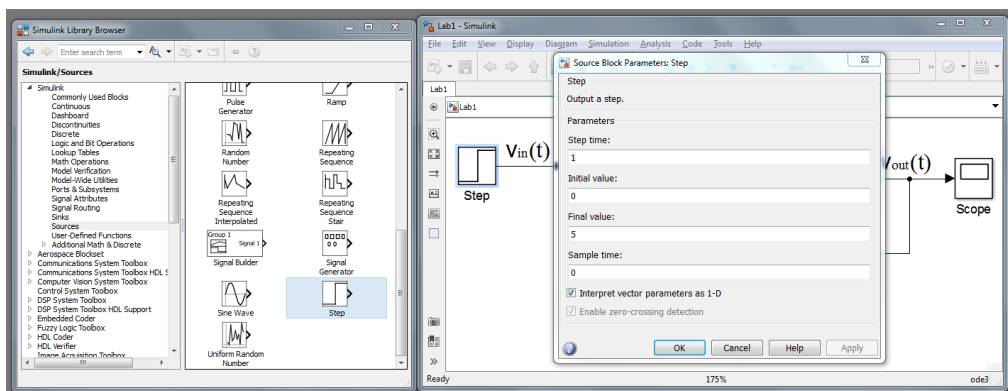 Simulink Library Browser
Enter search term
Simulink/Sources
Simulink
Commonly Used Blocks
Continuous
Dashboard
Discontinuities
Discrete
Logic and Bit Operations
Lookup Tables
Math Operations
Model Verification
Model-Wide Utilities
Ports & Subsystems
Signal Attributes
Signal Routing
Sinks
Sources
User-Defined Functions
Additional Math & Discrete
Aerospace Blockset
Communications System Toolbox
Communications System Toolbox HDL S
Computer Vision System Toolbox
Control System Toolbox
DSP System Toolbox
DSP System Toolbox HDL Support
Embedded Coder
Fuzzy Logic Toolbox
HDL Coder
HDL Verifier
Image Acquisition Toolbox
Pulse
Generator
Ramp
Random
Number
Repeating
Sequence
Repeating
Sequence
Interpolated
Repeating
Sequence
Stair
Group 1
Signal 1
Signal Builder
Signal
Generator
Sine Wave
Step
Uniform Random
Number
Lab1 - Simulink
File Edit View Display Diagram Simulation Analysis Code Tools Help
Lab1
Lab1
Vin(t)
Step
Vout(t)
Scope
Ready
175%
ode3
Source Block Parameters: Step
Step
Output a step.
Parameters
Step time:
1
Initial value:
0
Final value:
5
Sample time:
0
Interpret vector parameters as 1-D
Enable zero-crossing detection
OK
Cancel
Help
Apply